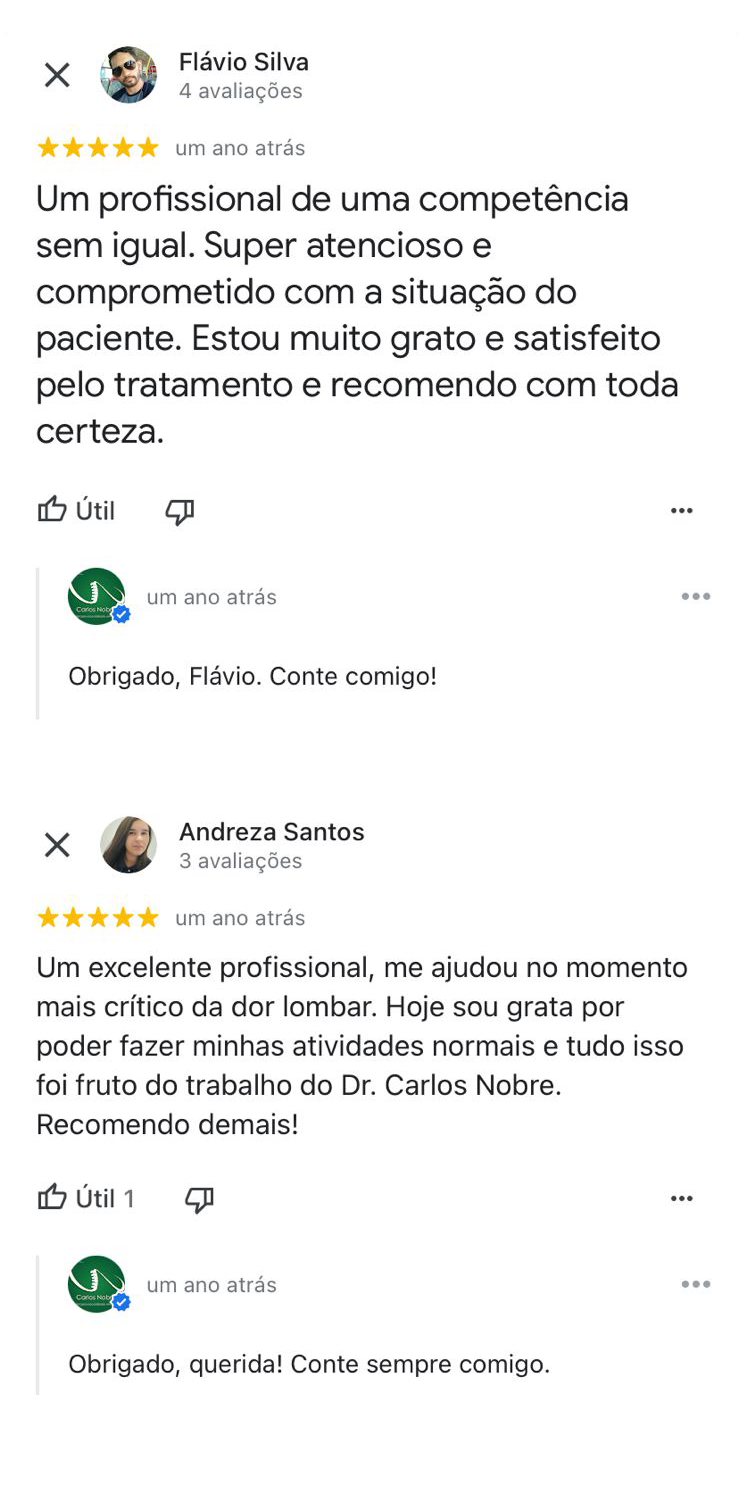 Flávio Silva
4 avaliações
um ano atrás
Um profissional de uma competência
sem igual. Super atencioso e
comprometido com a situação do
paciente. Estou muito grato e satisfeito
pelo tratamento e recomendo com toda
certeza.
Útil
Carlos
um ano atrás
Obrigado, Flávio. Conte comigo!
Andreza Santos
3 avaliações
um ano atrás
Um excelente profissional, me ajudou no momento
mais crítico da dor lombar. Hoje sou grata por
poder fazer minhas atividades normais e tudo isso
foi fruto do trabalho do Dr. Carlos Nobre.
Recomendo demais!
Útil 1
Carlos
um ano atrás
Obrigado, querida! Conte sempre comigo.